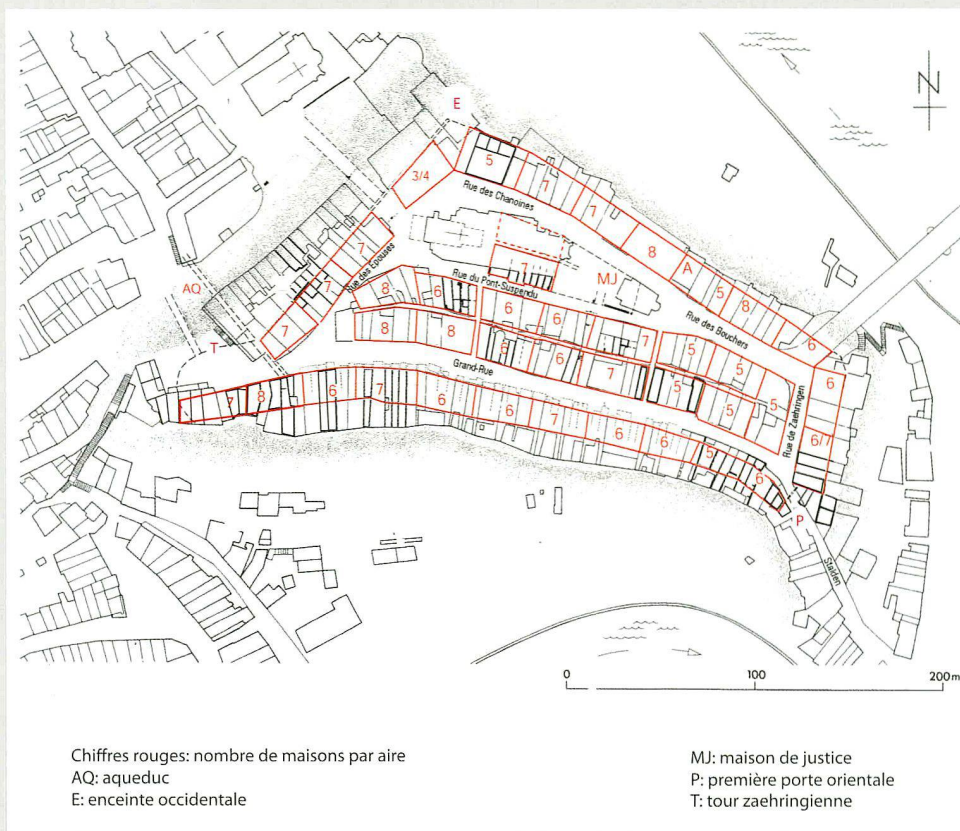 N
E
5
3/4
7
Rue des Chanoines
7
7
8
A
5
8
6
7
Rue des Epouses
7
7
AQ
T
7
MJ
Rue du Pont-Suspendu
8
6
6
6
7
Rue des Bouchers
5
5
5
8
8
8
6
7
5
5
Grand-Rue
Rue de Zaehringen
6
6/7
7
8
6
7
6
6
7
6
6
5
6
P
Stalden
0 100 200m
Chiffres rouges: nombre de maisons par aire
AQ: aqueduc
E: enceinte occidentale
MJ: maison de justice
P: première porte orientale
T: tour zaehringienne